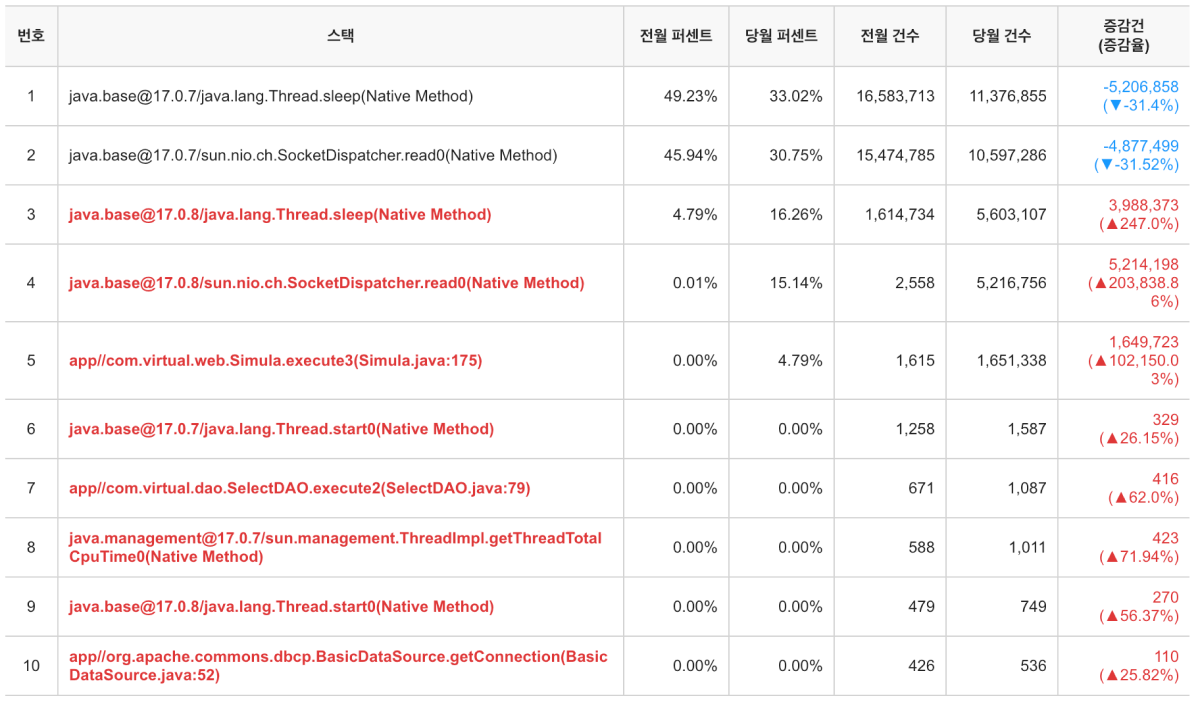 번호 스택 전월 퍼센트 당월 퍼센트 전월 건수 당월 건수 증감건
(증감율)
1 java.base@17.0.7/java.lang.Thread.sleep(Native Method) 49.23% 33.02% 16,583,713 11,376,855 -5,206,858
(▼-31.4%)
2 java.base@17.0.7/sun.nio.ch.SocketDispatcher.read0(Native Method) 45.94% 30.75% 15,474,785 10,597,286 -4,877,499
(▼-31.52%)
3 java.base@17.0.8/java.lang.Thread.sleep(Native Method) 4.79% 16.26% 1,614,734 5,603,107 3,988,373
(▲247.0%)
4 java.base@17.0.8/sun.nio.ch.SocketDispatcher.read0(Native Method) 0.01% 15.14% 2,558 5,216,756 5,214,198
(▲203,838.8
6%)
5 app//com.virtual.web.Simula.execute3(Simula.java:175) 0.00% 4.79% 1,615 1,651,338 1,649,723
(▲102,150.0
3%)
6 java.base@17.0.7/java.lang.Thread.start0(Native Method) 0.00% 0.00% 1,258 1,587 329
(▲26.15%)
7 app//com.virtual.dao.SelectDAO.execute2(SelectDAO.java:79) 0.00% 0.00% 671 1,087 416
(▲62.0%)
8 java.management@17.0.7/sun.management.ThreadImpl.getThreadTotal
CpuTime0(Native Method) 0.00% 0.00% 588 1,011 423
(▲71.94%)
9 java.base@17.0.8/java.lang.Thread.start0(Native Method) 0.00% 0.00% 479 749 270
(▲56.37%)
10 app//org.apache.commons.dbcp.BasicDataSource.getConnection(Basic
DataSource.java:52) 0.00% 0.00% 426 536 110
(▲25.82%)